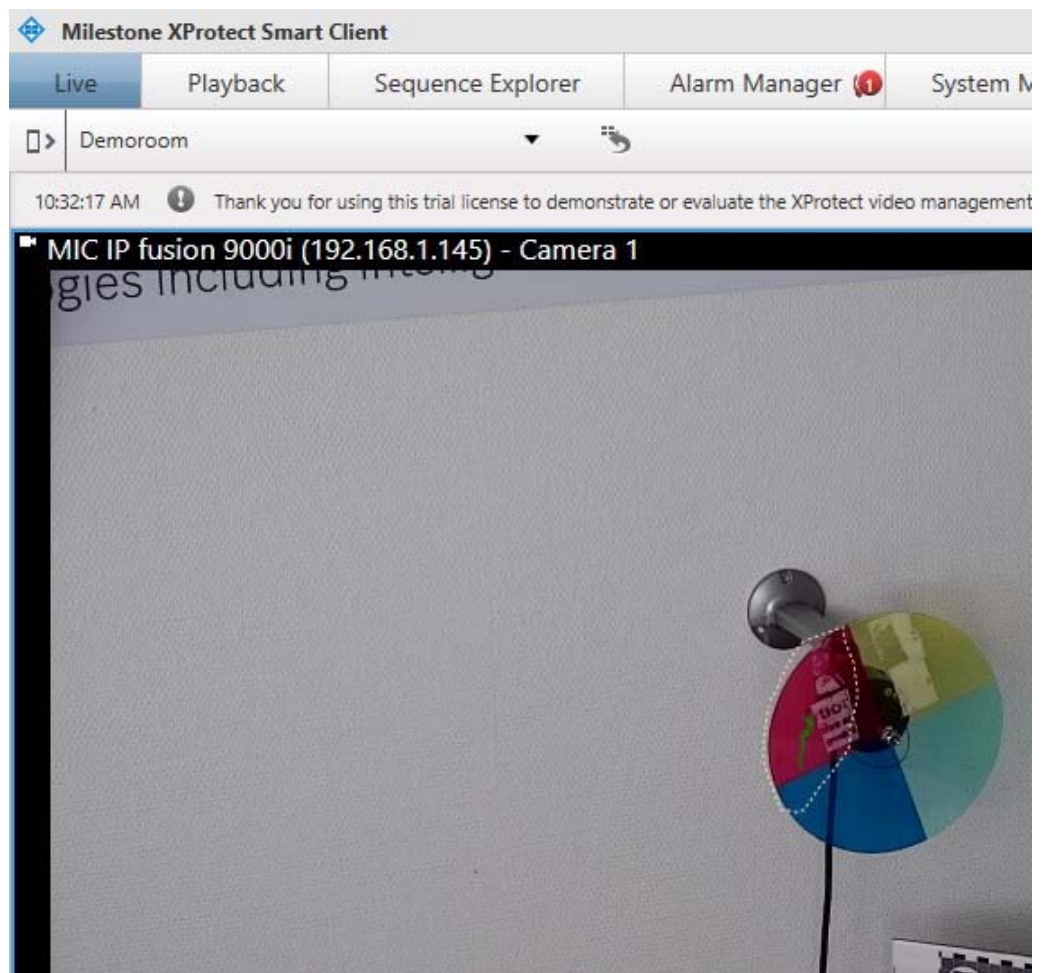 Milestone XProtect Smart Client
Live Playback Sequence Explorer Alarm Manager 1 System M
Demoroom
10:32:17 AM Thank you for using this trial license to demonstrate or evaluate the XProtect video management
MIC IP fusion 9000i (192.168.1.145) - Camera 1
gies including